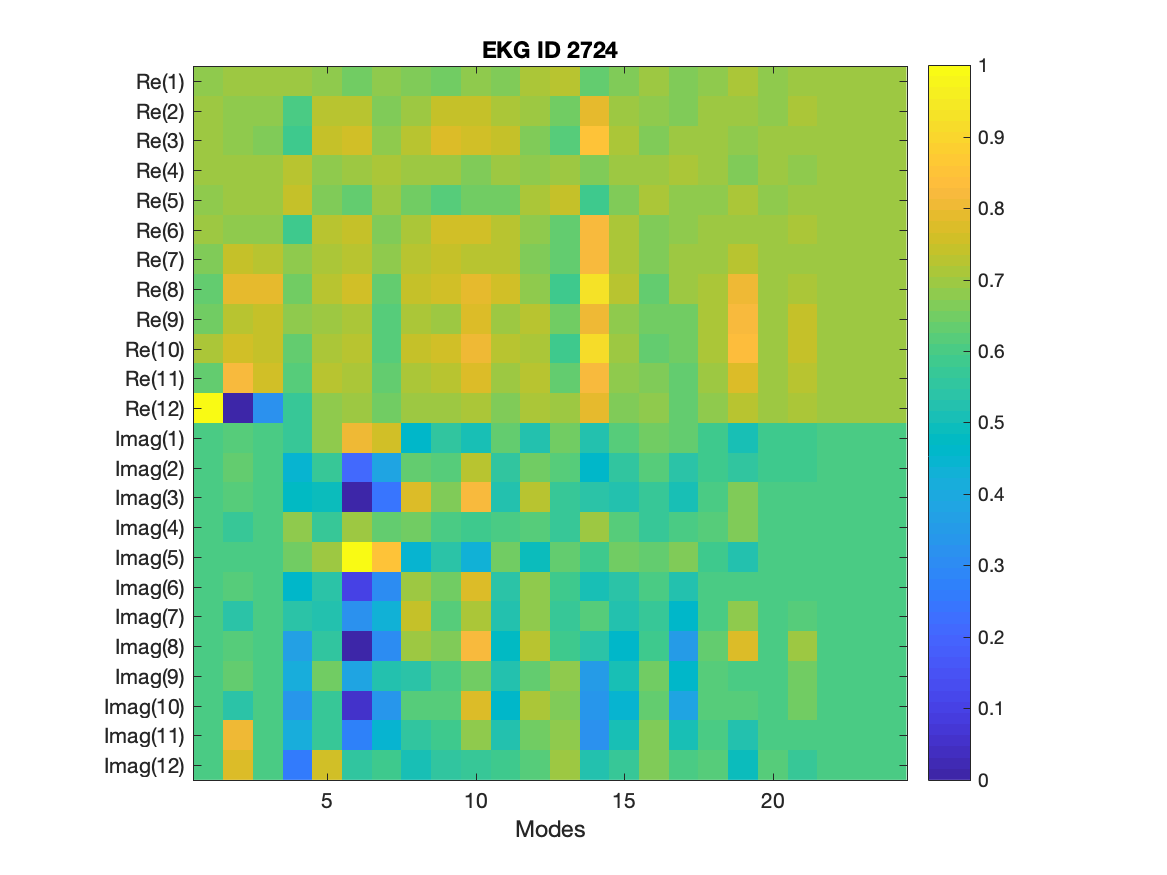 EKG ID 2724
Re(1)
Re(2)
Re(3)
Re(4)
Re(5)
Re(6)
Re(7)
Re(8)
Re(9)
Re(10)
Re(11)
Re(12)
Imag(1)
Imag(2)
Imag(3)
Imag(4)
Imag(5)
Imag(6)
Imag(7)
Imag(8)
Imag(9)
Imag(10)
Imag(11)
Imag(12)
5 10 15 20
Modes
1
0.9
0.8
0.7
0.6
0.5
0.4
0.3
0.2
0.1
0